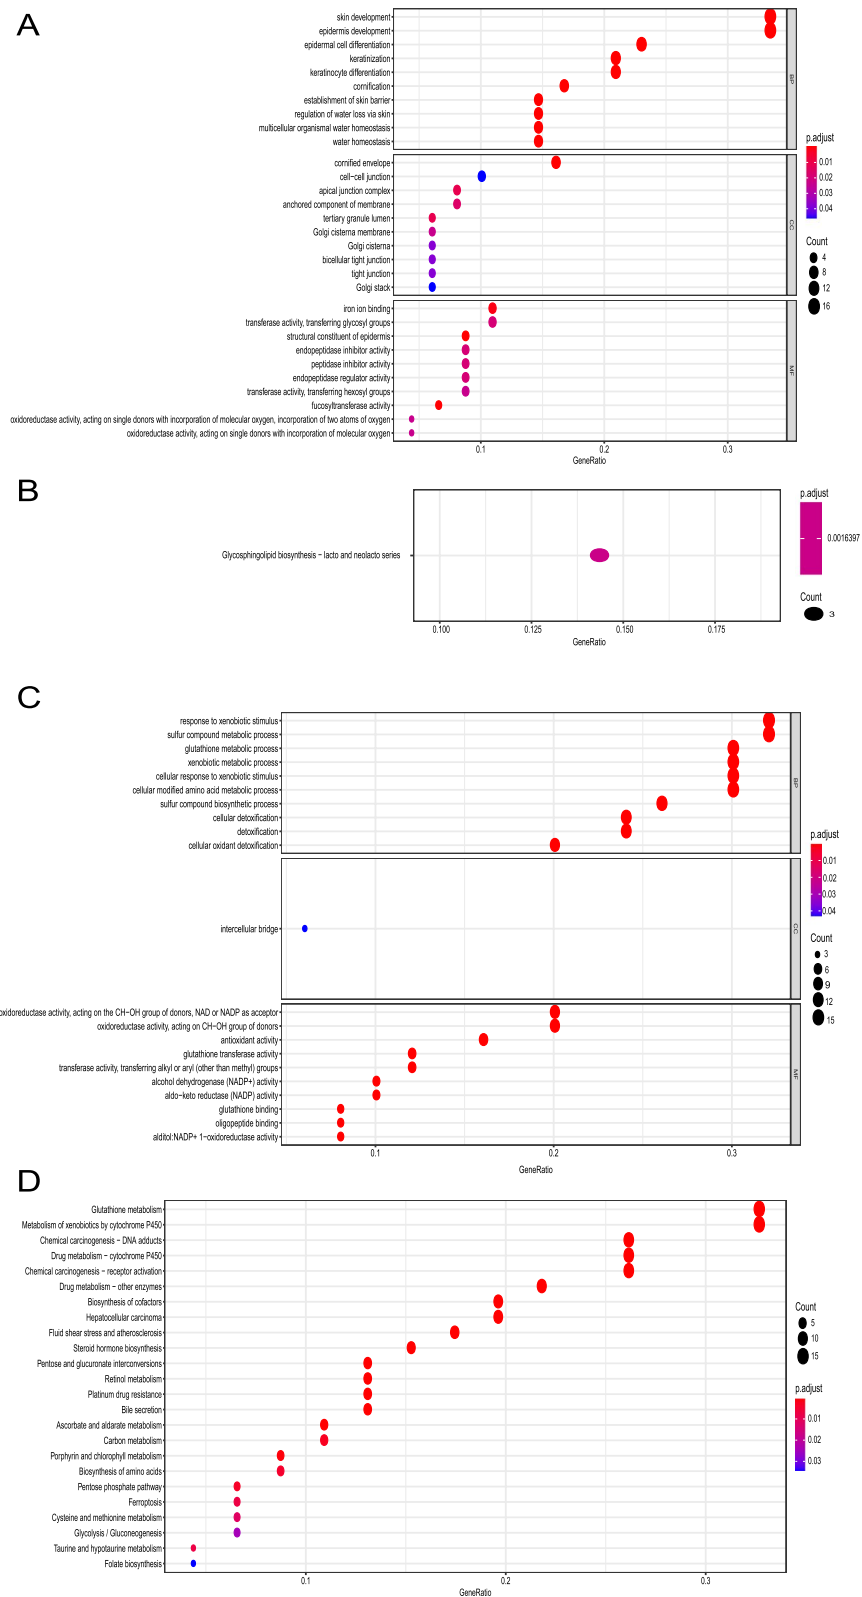 A
skin development
epidermis development
epidermal cell differentiation
keratinization
keratinocyte differentiation
cornification
establishment of skin barrier
regulation of water loss via skin
multicellular organismal water homeostasis
water homeostasis
BP
cornified envelope
cell−cell junction
apical junction complex
anchored component of membrane
tertiary granule lumen
Golgi cisterna membrane
Golgi cisterna
bicellular tight junction
tight junction
Golgi stack
CC
iron ion binding
transferase activity, transferring glycosyl groups
structural constituent of epidermis
endopeptidase inhibitor activity
peptidase inhibitor activity
endopeptidase regulator activity
transferase activity, transferring hexosyl groups
fucosyltransferase activity
oxidoreductase activity, acting on single donors with incorporation of molecular oxygen, incorporation of two atoms of oxygen
oxidoreductase activity, acting on single donors with incorporation of molecular oxygen
MF
0.1 0.2 0.3
GeneRatio
p.adjust
0.01
0.02
0.03
0.04
Count
4
8
12
16
B
Glycosphingolipid biosynthesis − lacto and neolacto series
0.100 0.125 0.150 0.175
GeneRatio
p.adjust
0.0016397
Count
3
C
response to xenobiotic stimulus
sulfur compound metabolic process
glutathione metabolic process
xenobiotic metabolic process
cellular response to xenobiotic stimulus
cellular modified amino acid metabolic process
sulfur compound biosynthetic process
cellular detoxification
detoxification
cellular oxidant detoxification
BP
intercellular bridge
CC
oxidoreductase activity, acting on the CH−OH group of donors, NAD or NADP as acceptor
oxidoreductase activity, acting on CH−OH group of donors
antioxidant activity
glutathione transferase activity
transferase activity, transferring alkyl or aryl (other than methyl) groups
alcohol dehydrogenase (NADP+) activity
aldo−keto reductase (NADP) activity
glutathione binding
oligopeptide binding
alditol:NADP+ 1−oxidoreductase activity
MF
0.1 0.2 0.3
GeneRatio
p.adjust
0.01
0.02
0.03
0.04
Count
3
6
9
12
15
D
Glutathione metabolism
Metabolism of xenobiotics by cytochrome P450
Chemical carcinogenesis − DNA adducts
Drug metabolism − cytochrome P450
Chemical carcinogenesis − receptor activation
Drug metabolism − other enzymes
Biosynthesis of cofactors
Hepatocellular carcinoma
Fluid shear stress and atherosclerosis
Steroid hormone biosynthesis
Pentose and glucuronate interconversions
Retinol metabolism
Platinum drug resistance
Bile secretion
Ascorbate and aldarate metabolism
Carbon metabolism
Porphyrin and chlorophyll metabolism
Biosynthesis of amino acids
Pentose phosphate pathway
Ferroptosis
Cysteine and methionine metabolism
Glycolysis / Gluconeogenesis
Taurine and hypotaurine metabolism
Folate biosynthesis
0.1 0.2 0.3
GeneRatio
Count
5
10
15
p.adjust
0.01
0.02
0.03